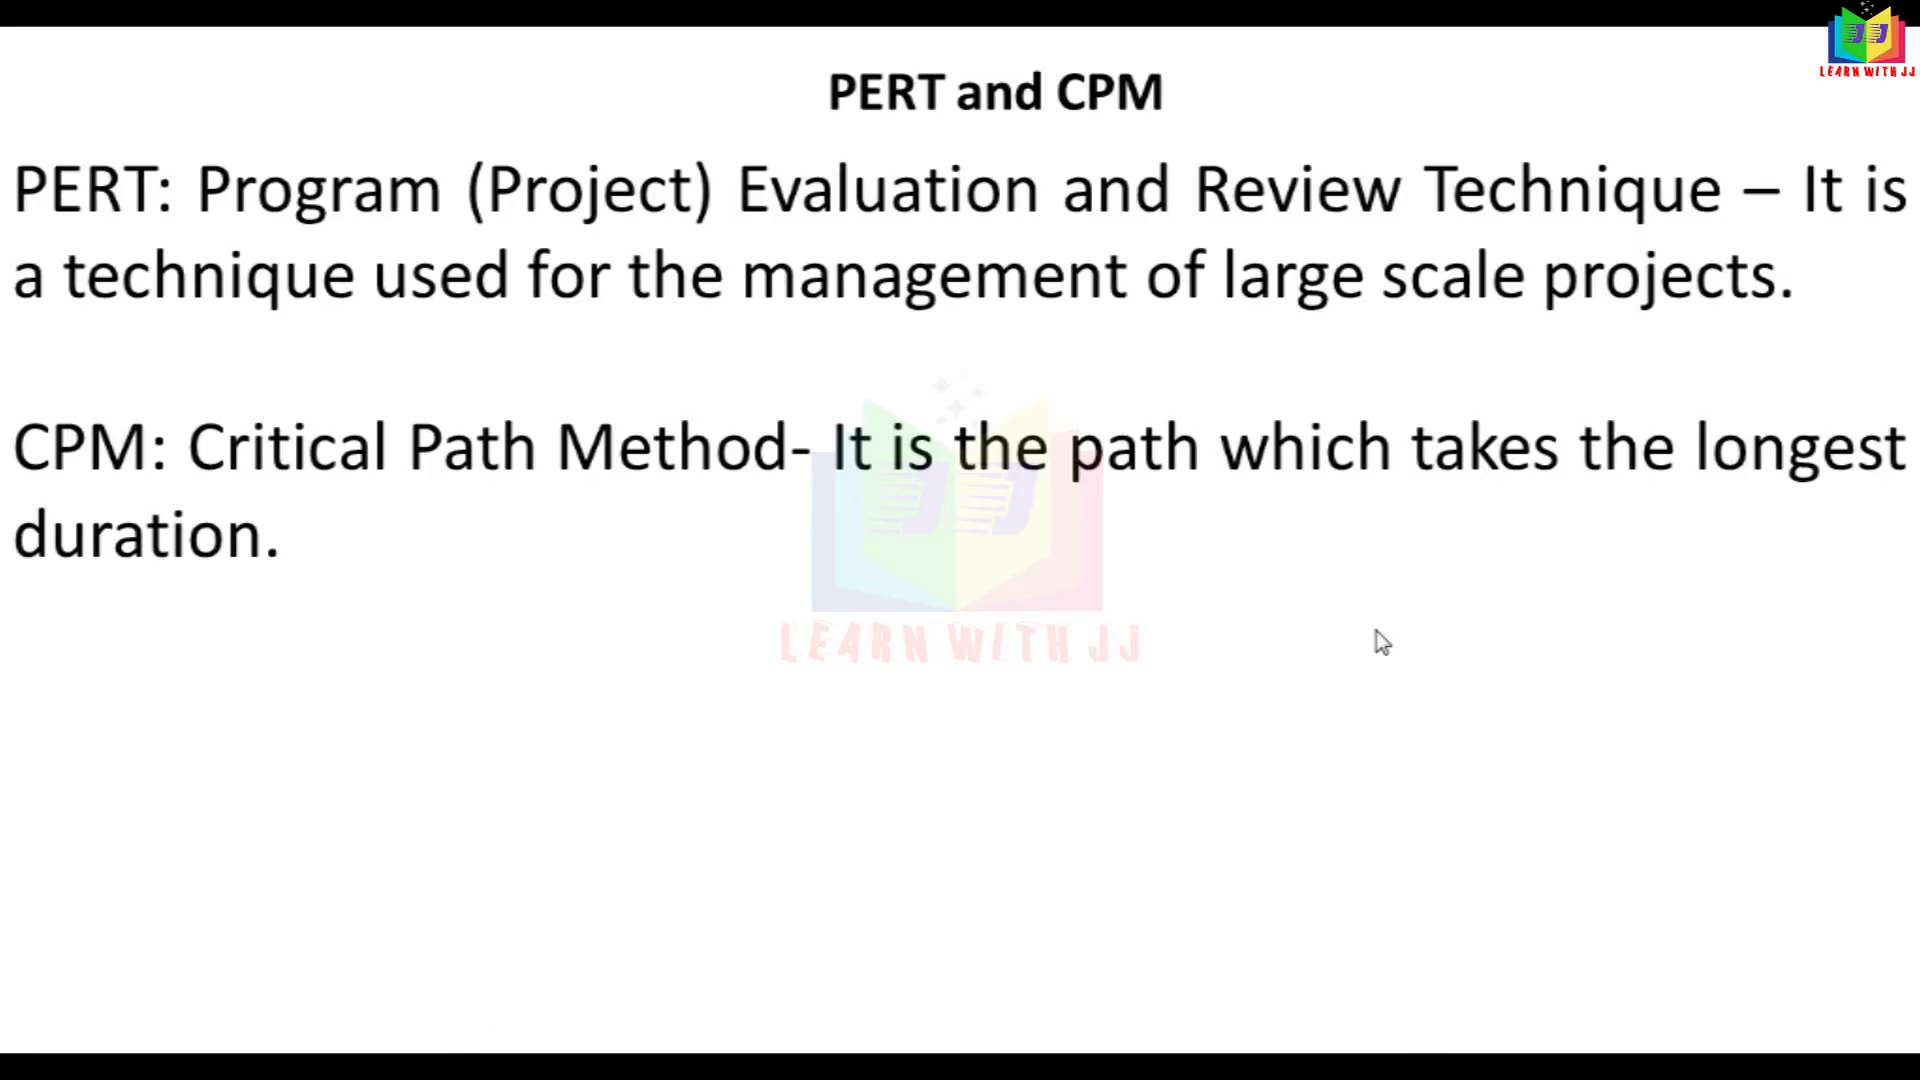 LEARN WITH JJ
PERT and CPM
PERT: Program (Project) Evaluation and Review Technique – It is
a technique used for the management of large scale projects.
CPM: Critical Path Method- It is the path which takes the longest
duration.
LEARN WITH JJ